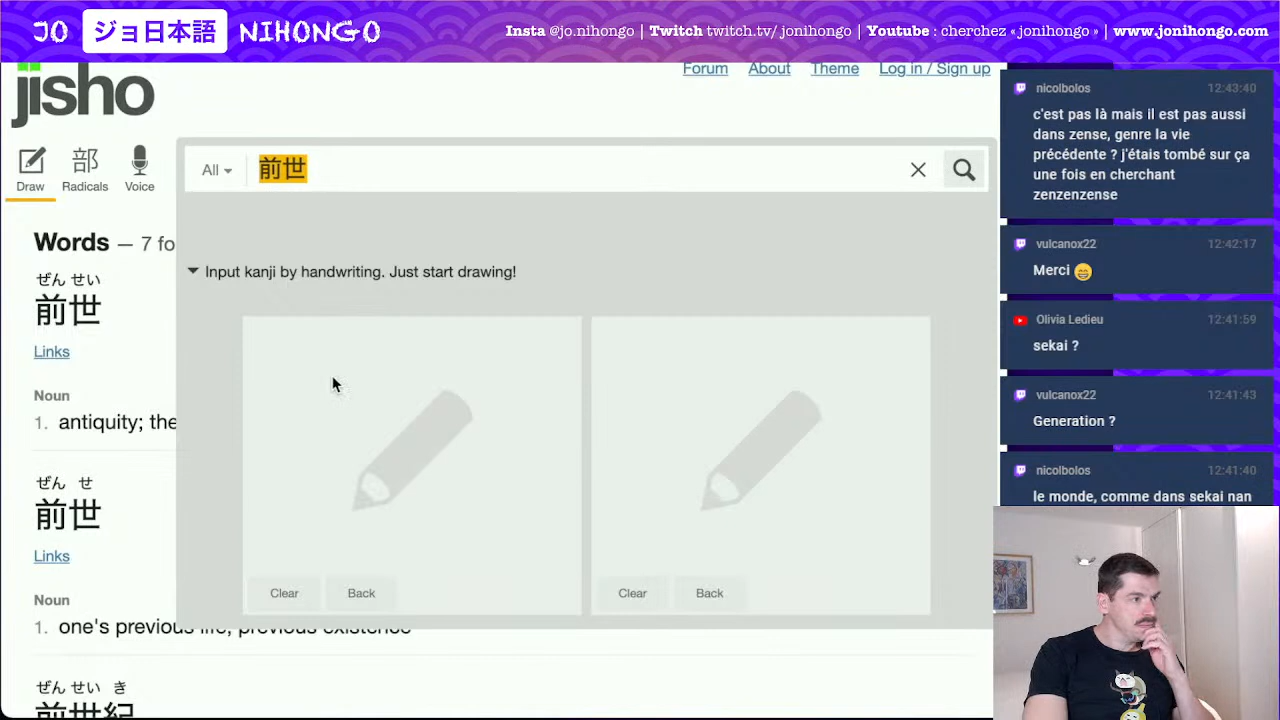 JO ジョ日本語 NIHONGO
Insta @jo.nihongo | Twitch twitch.tv/jonihongo | Youtube : cherchez « jonihongo » | www.jonihongo.com
jisho
Forum About Theme Log in / Sign up
Draw
部
Radicals
Voice
All
前世
Words — 7 fo
ぜん せい
前世
Links
Noun
1. antiquity; the
ぜん せ
前世
Links
Noun
1. one's previous life; previous existence
ぜん せい き
前世紀
Input kanji by handwriting. Just start drawing!
Clear Back
Clear Back
nicolbolos 12:43:40
c'est pas là mais il est pas aussi
dans zense, genre la vie
précédente ? j'étais tombé sur ça
une fois en cherchant
zenzenzense
vulcanox22 12:42:17
Merci 😄
Olivia Ledieu 12:41:59
sekai ?
vulcanox22 12:41:43
Generation ?
nicolbolos 12:41:40
le monde, comme dans sekai nan